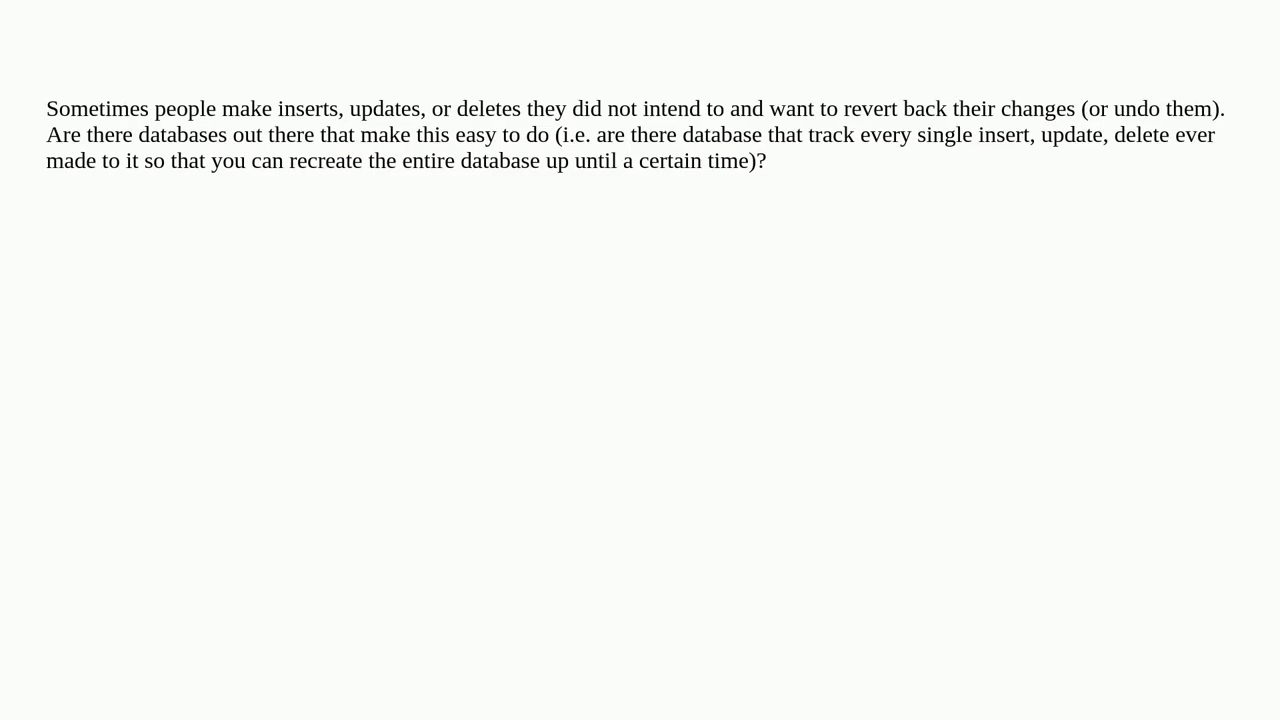 Sometimes people make inserts, updates, or deletes they did not intend to and want to revert back their changes (or undo them).
Are there databases out there that make this easy to do (i.e. are there database that track every single insert, update, delete ever
made to it so that you can recreate the entire database up until a certain time)?